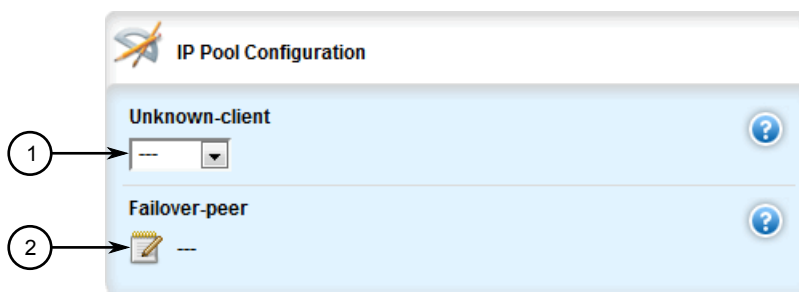 IP Pool Configuration
Unknown-client
?
1
---
Failover-peer
?
2
---